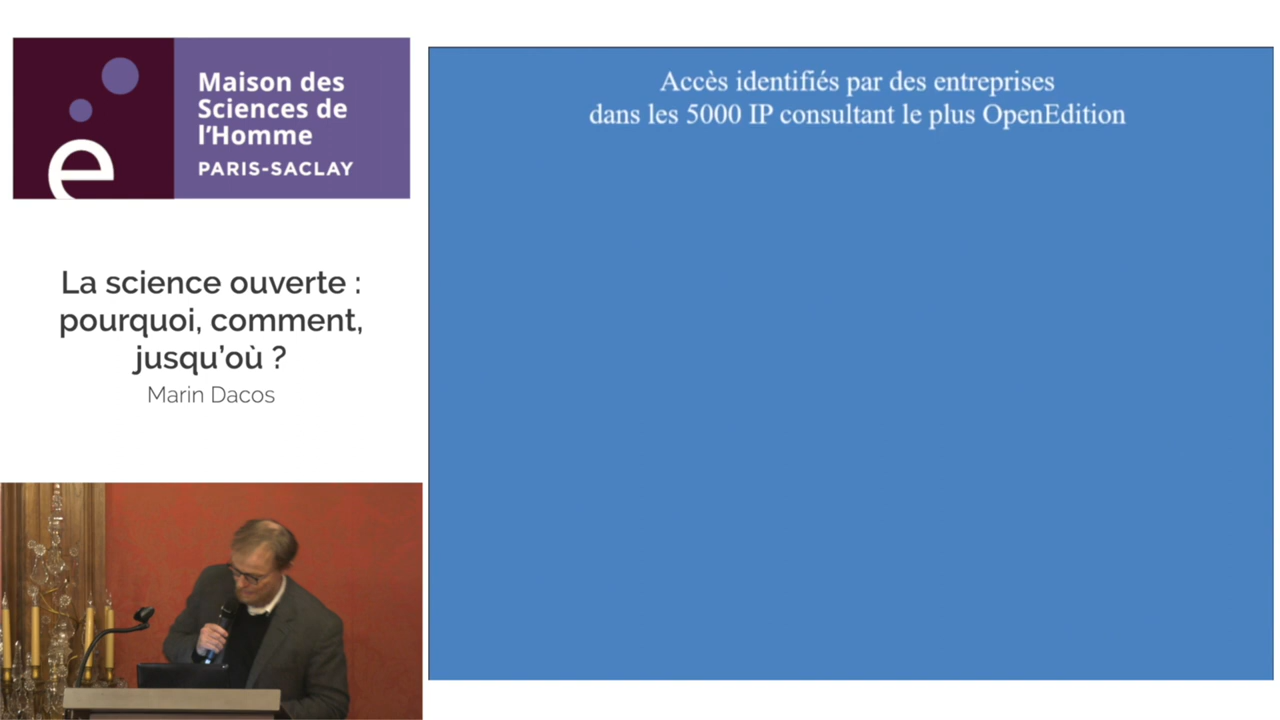 Maison des
Sciences de
l'Homme
PARIS-SACLAY
La science ouverte :
pourquoi, comment,
jusqu'où ?
Marin Dacos
Accès identifiés par des entreprises
dans les 5000 IP consultant le plus OpenEdition